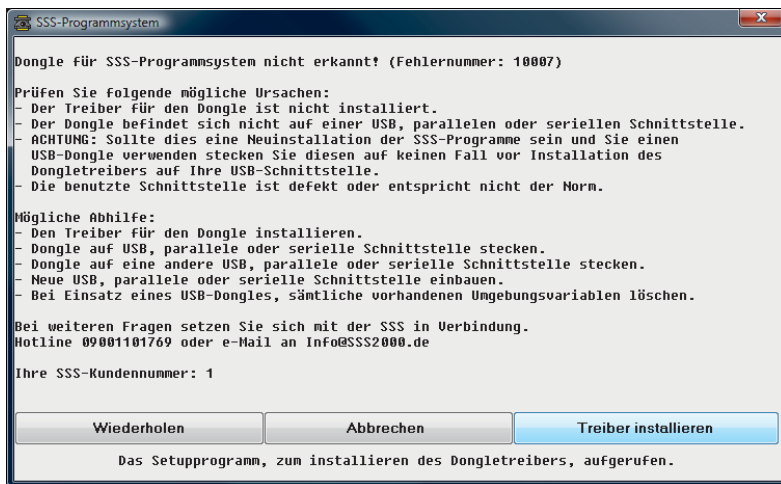 SSS-Programmsystem
Dongle für SSS-Programmsystem nicht erkannt! (Fehlernummer: 10007)
Prüfen Sie folgende mögliche Ursachen:
- Der Treiber für den Dongle ist nicht installiert.
- Der Dongle befindet sich nicht auf einer USB, parallelen oder seriellen Schnittstelle.
- ACHTUNG: Sollte dies eine Neuinstallation der SSS-Programme sein und Sie einen
USB-Dongle verwenden stecken Sie diesen auf keinen Fall vor Installation des
Dongletreibers auf Ihre USB-Schnittstelle.
- Die benutzte Schnittstelle ist defekt oder entspricht nicht der Norm.
Mögliche Abhilfe:
- Den Treiber für den Dongle installieren.
- Dongle auf USB, parallele oder serielle Schnittstelle stecken.
- Dongle auf eine andere USB, parallele oder serielle Schnittstelle stecken.
- Neue USB, parallele oder serielle Schnittstelle einbauen.
- Bei Einsatz eines USB-Dongles, sämtliche vorhandenen Umgebungsvariablen löschen.
Bei weiteren Fragen setzen Sie sich mit der SSS in Verbindung.
Hotline 09001101769 oder e-Mail an Info@SSS2000.de
Ihre SSS-Kundennummer: 1
Wiederholen
Abbrechen
Treiber installieren
Das Setupprogramm, zum installieren des Dongletreibers, aufgerufen.